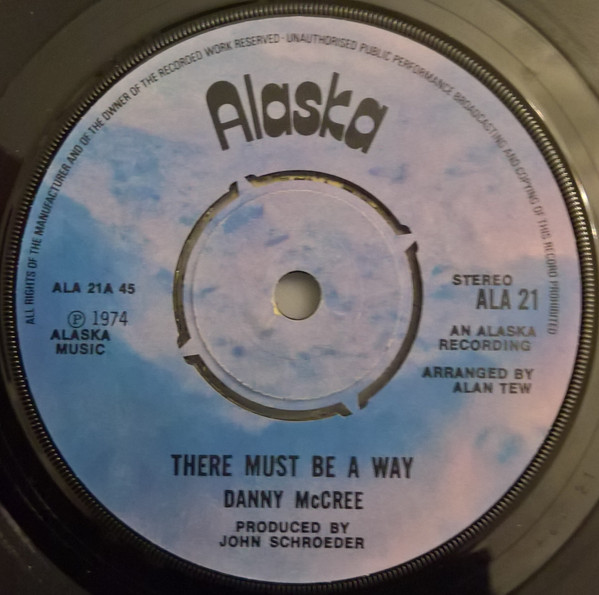 ALL RIGHTS OF THE MANUFACTURER AND OF THE OWNER OF THE RECORDED WORK RESERVED · UNAUTHORISED PUBLIC PERFORMANCE BROADCASTING AND COPYING OF THIS RECORD PROHIBITED
Alaska
ALA 21A 45
Ⓟ 1974
ALASKA
MUSIC
STEREO
ALA 21
AN ALASKA
RECORDING
ARRANGED BY
ALAN TEW
THERE MUST BE A WAY
DANNY McCREE
PRODUCED BY
JOHN SCHROEDER